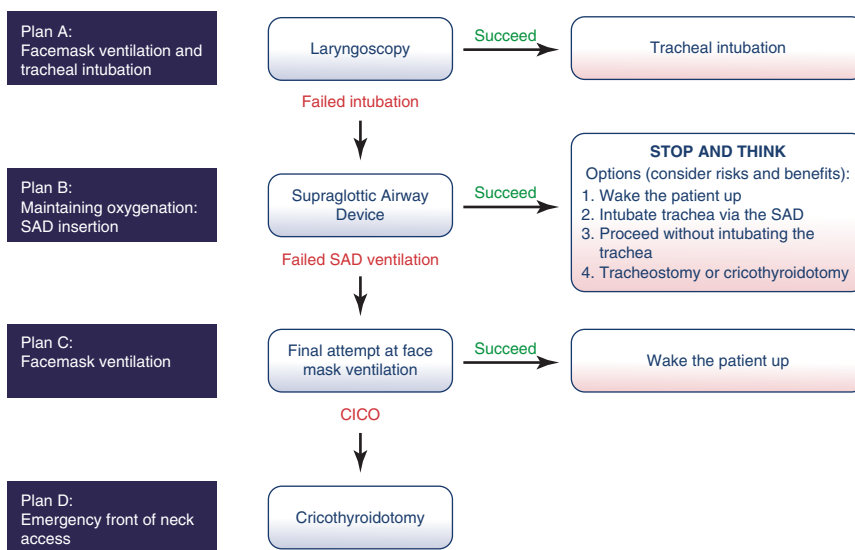 Plan A:
Facemask ventilation and
tracheal intubation
Laryngoscopy
Succeed
Tracheal intubation
Failed intubation
Plan B:
Maintaining oxygenation:
SAD insertion
Supraglottic Airway
Device
Succeed
STOP AND THINK
Options (consider risks and benefits):
1. Wake the patient up
2. Intubate trachea via the SAD
3. Proceed without intubating the
trachea
4. Tracheostomy or cricothyroidotomy
Failed SAD ventilation
Plan C:
Facemask ventilation
Final attempt at face
mask ventilation
Succeed
Wake the patient up
CICO
Plan D:
Emergency front of neck
access
Cricothyroidotomy